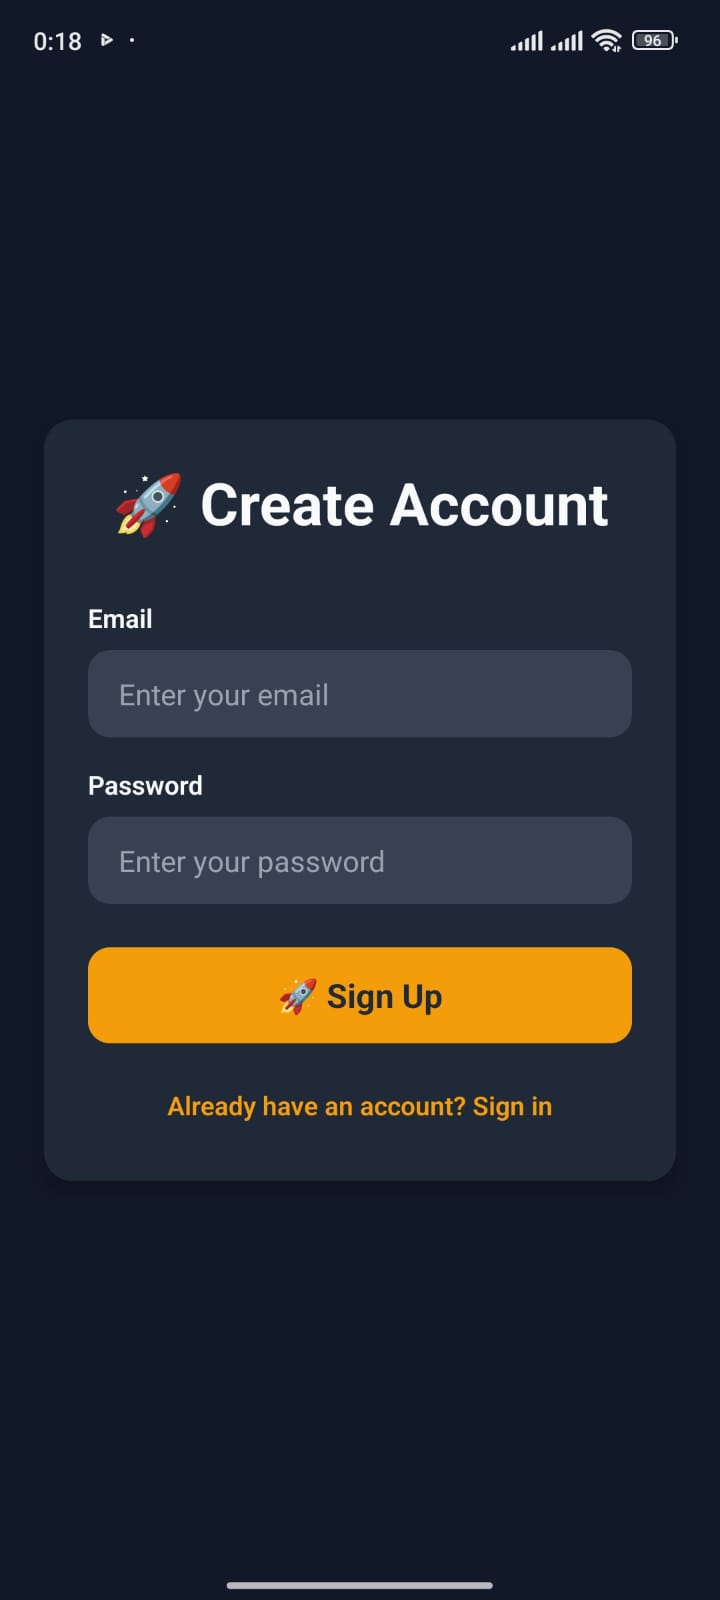 0:18
96
🚀 Create Account
Email
Enter your email
Password
Enter your password
🚀 Sign Up
Already have an account? Sign in